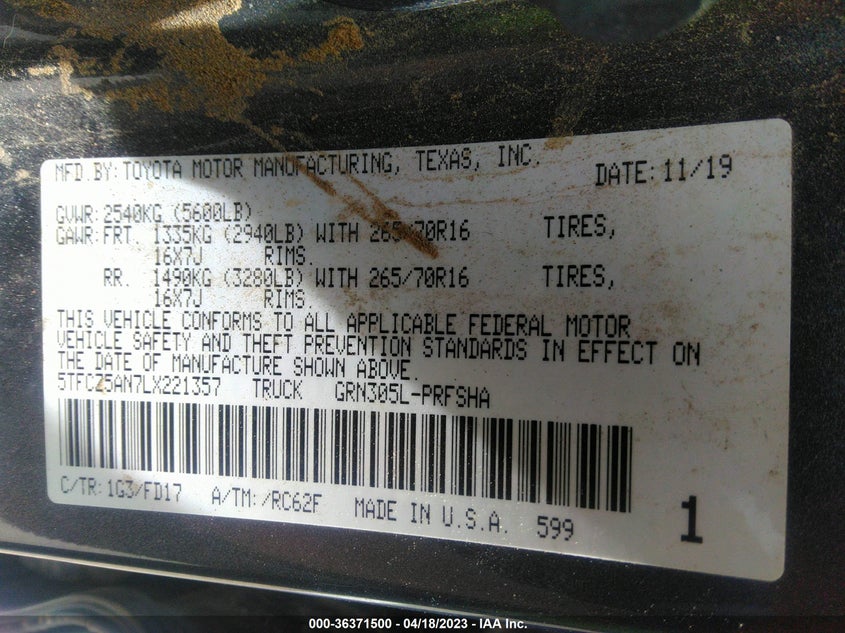 MFD.BY:TOYOTA MOTOR MANUFACTURING, TEXAS, INC. DATE:11/19
GVWR:2540KG (5600LB)
GAWR:FRT. 1335KG (2940LB) WITH 265/70R16 TIRES,
16X7J RIMS.
RR. 1490KG (3280LB) WITH 265/70R16 TIRES,
16X7J RIMS.
THIS VEHICLE CONFORMS TO ALL APPLICABLE FEDERAL MOTOR
VEHICLE SAFETY AND THEFT PREVENTION STANDARDS IN EFFECT ON
THE DATE OF MANUFACTURE SHOWN ABOVE.
5TFCZ5AN7LX221357 TRUCK GRN305L-PRFSHA
C/TR:1G3/FD17 A/TM:/RC62F MADE IN U.S.A. 599 1
000-36371500 - 04/18/2023 - IAA Inc.